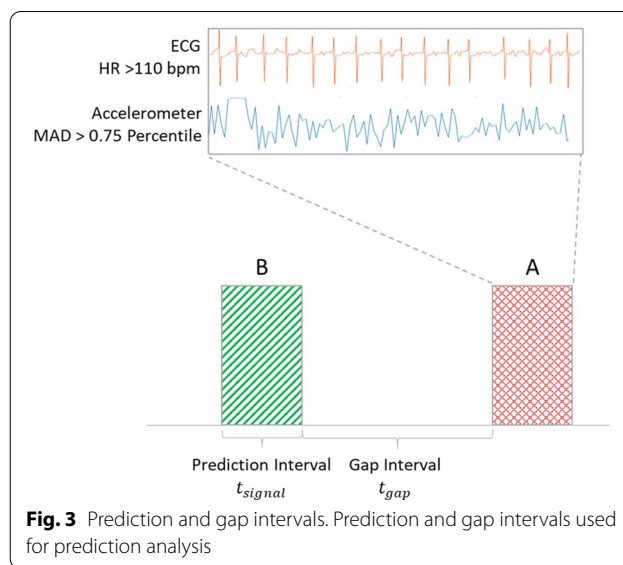 ECG
HR >110 bpm
Accelerometer
MAD > 0.75 Percentile
B
A
Prediction Interval
t_signal
Gap Interval
t_gap
Fig. 3 Prediction and gap intervals. Prediction and gap intervals used
for prediction analysis